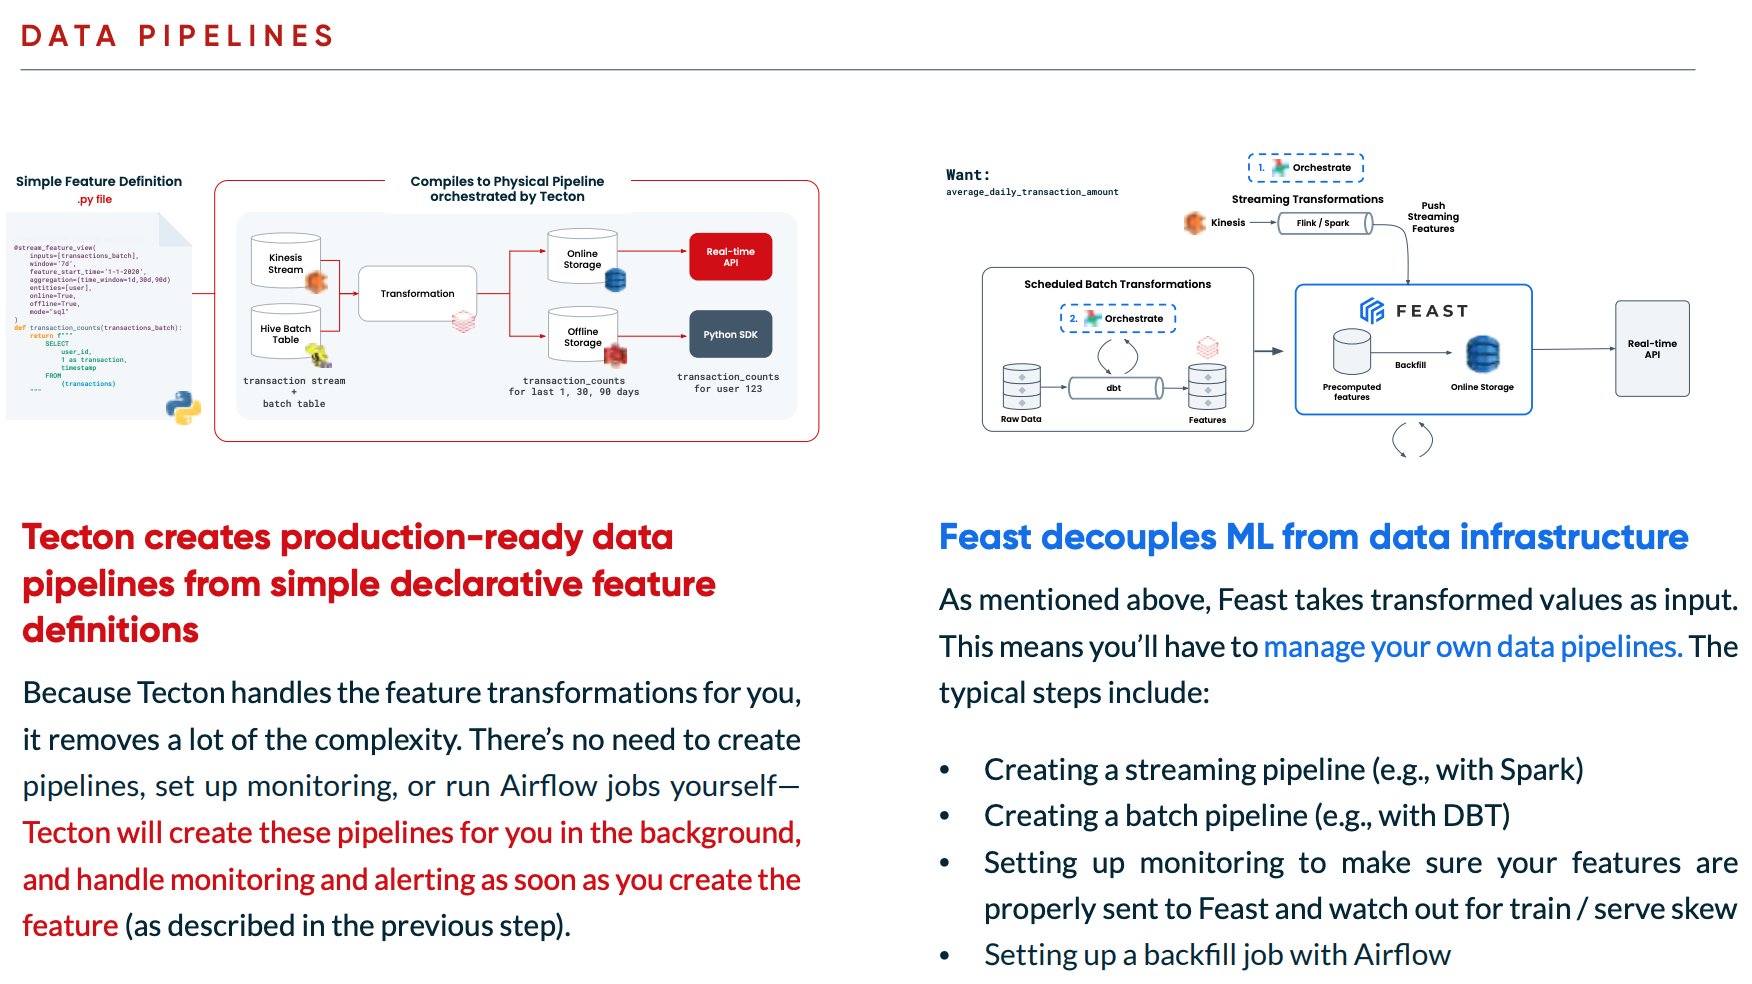 DATA PIPELINES
Simple Feature Definition
.py file
@stream_feature_view(
inputs=[transactions_batch],
window='7d',
feature_start_time='1-1-2020',
aggregation=(time_window=1d,30d,90d)
entities=[user],
online=True,
offline=True,
mode="sql"
)
def transaction_counts(transactions_batch):
return f"""
SELECT
user_id,
1 as transaction,
timestamp
FROM
{transactions}
"""
Compiles to Physical Pipeline
orchestrated by Tecton
Kinesis
Stream
Hive Batch
Table
transaction stream
+
batch table
Transformation
Online
Storage
Offline
Storage
transaction_counts
for last 1, 30, 90 days
Real-time
API
Python SDK
transaction_counts
for user 123
Tecton creates production-ready data
pipelines from simple declarative feature
definitions
Because Tecton handles the feature transformations for you,
it removes a lot of the complexity. There's no need to create
pipelines, set up monitoring, or run Airflow jobs yourself—
Tecton will create these pipelines for you in the background,
and handle monitoring and alerting as soon as you create the
feature (as described in the previous step).
Want:
average_daily_transaction_amount
1. Orchestrate
Streaming Transformations
Kinesis
Flink / Spark
Push
Streaming
Features
Scheduled Batch Transformations
2. Orchestrate
dbt
Raw Data
Features
FEAST
Backfill
Precomputed
features
Online Storage
Real-time
API
Feast decouples ML from data infrastructure
As mentioned above, Feast takes transformed values as input.
This means you'll have to manage your own data pipelines. The
typical steps include:
• Creating a streaming pipeline (e.g., with Spark)
• Creating a batch pipeline (e.g., with DBT)
• Setting up monitoring to make sure your features are
properly sent to Feast and watch out for train / serve skew
• Setting up a backfill job with Airflow